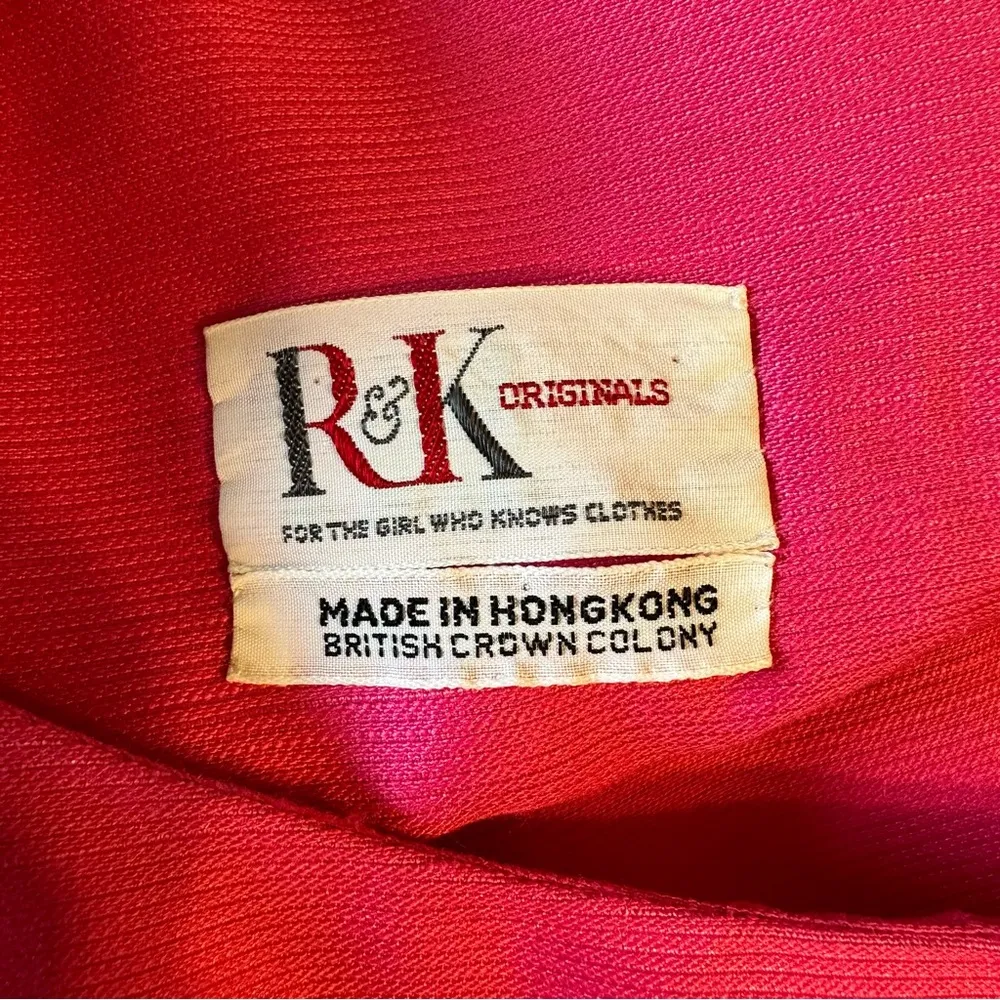 R&K ORIGINALS
FOR THE GIRL WHO KNOWS CLOTHES
MADE IN HONGKONG
BRITISH CROWN COLONY